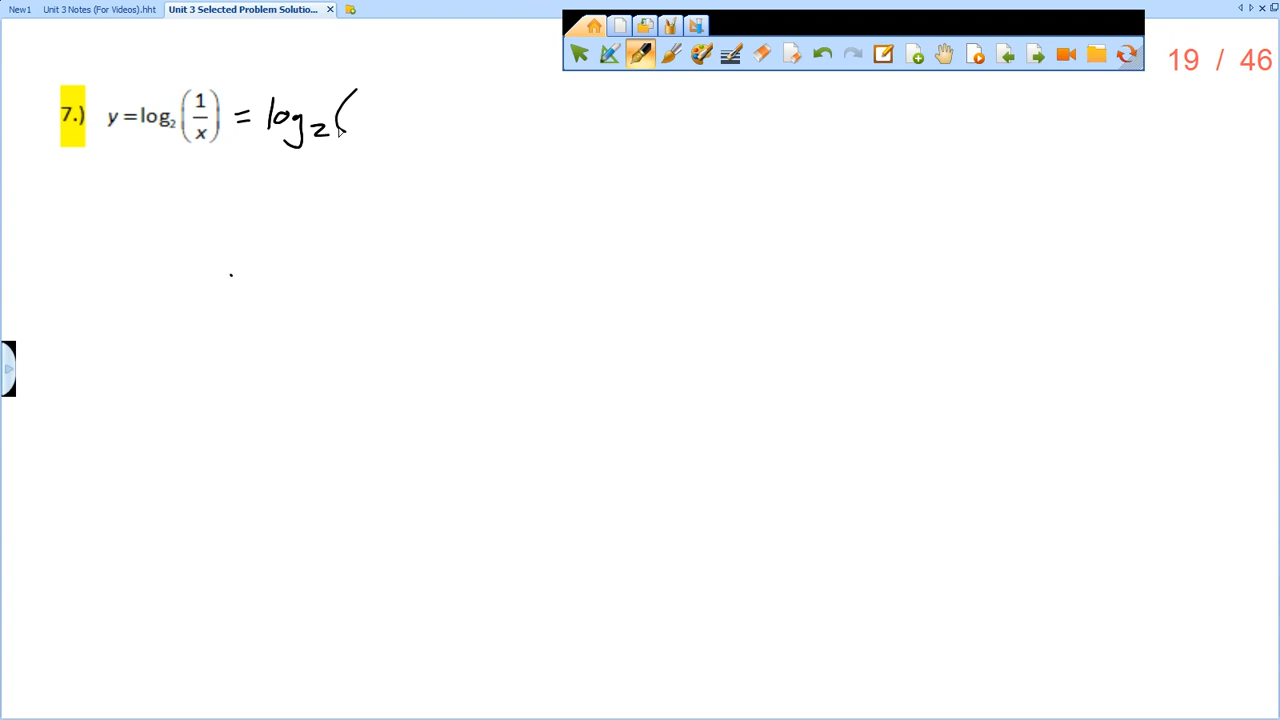 New1 Unit 3 Notes (For Videos).hht Unit 3 Selected Problem Solutio...
19 / 46
7.) y = log₂(1/x) = log₂(